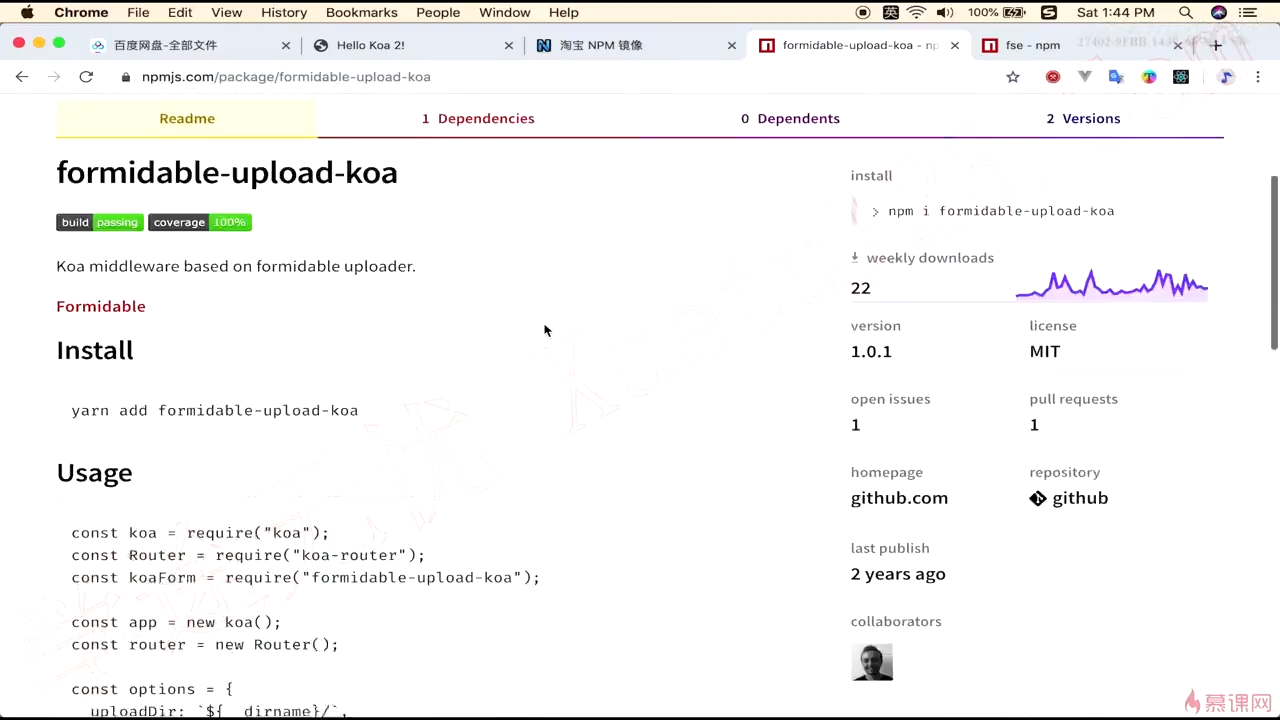 Chrome File Edit View History Bookmarks People Window Help 英 100% Sat 1:44 PM
百度网盘-全部文件 Hello Koa 2! 淘宝 NPM 镜像 formidable-upload-koa - np fse - npm
npmjs.com/package/formidable-upload-koa
Readme 1 Dependencies 0 Dependents 2 Versions
formidable-upload-koa
build passing coverage 100%
Koa middleware based on formidable uploader.
Formidable
Install
yarn add formidable-upload-koa
Usage
const koa = require("koa");
const Router = require("koa-router");
const koaForm = require("formidable-upload-koa");
const app = new koa();
const router = new Router();
const options = {
uploadDir: `${__dirname}/`,
install
> npm i formidable-upload-koa
weekly downloads
22
version license
1.0.1 MIT
open issues pull requests
1 1
homepage repository
github.com github
last publish
2 years ago
collaborators
慕课网